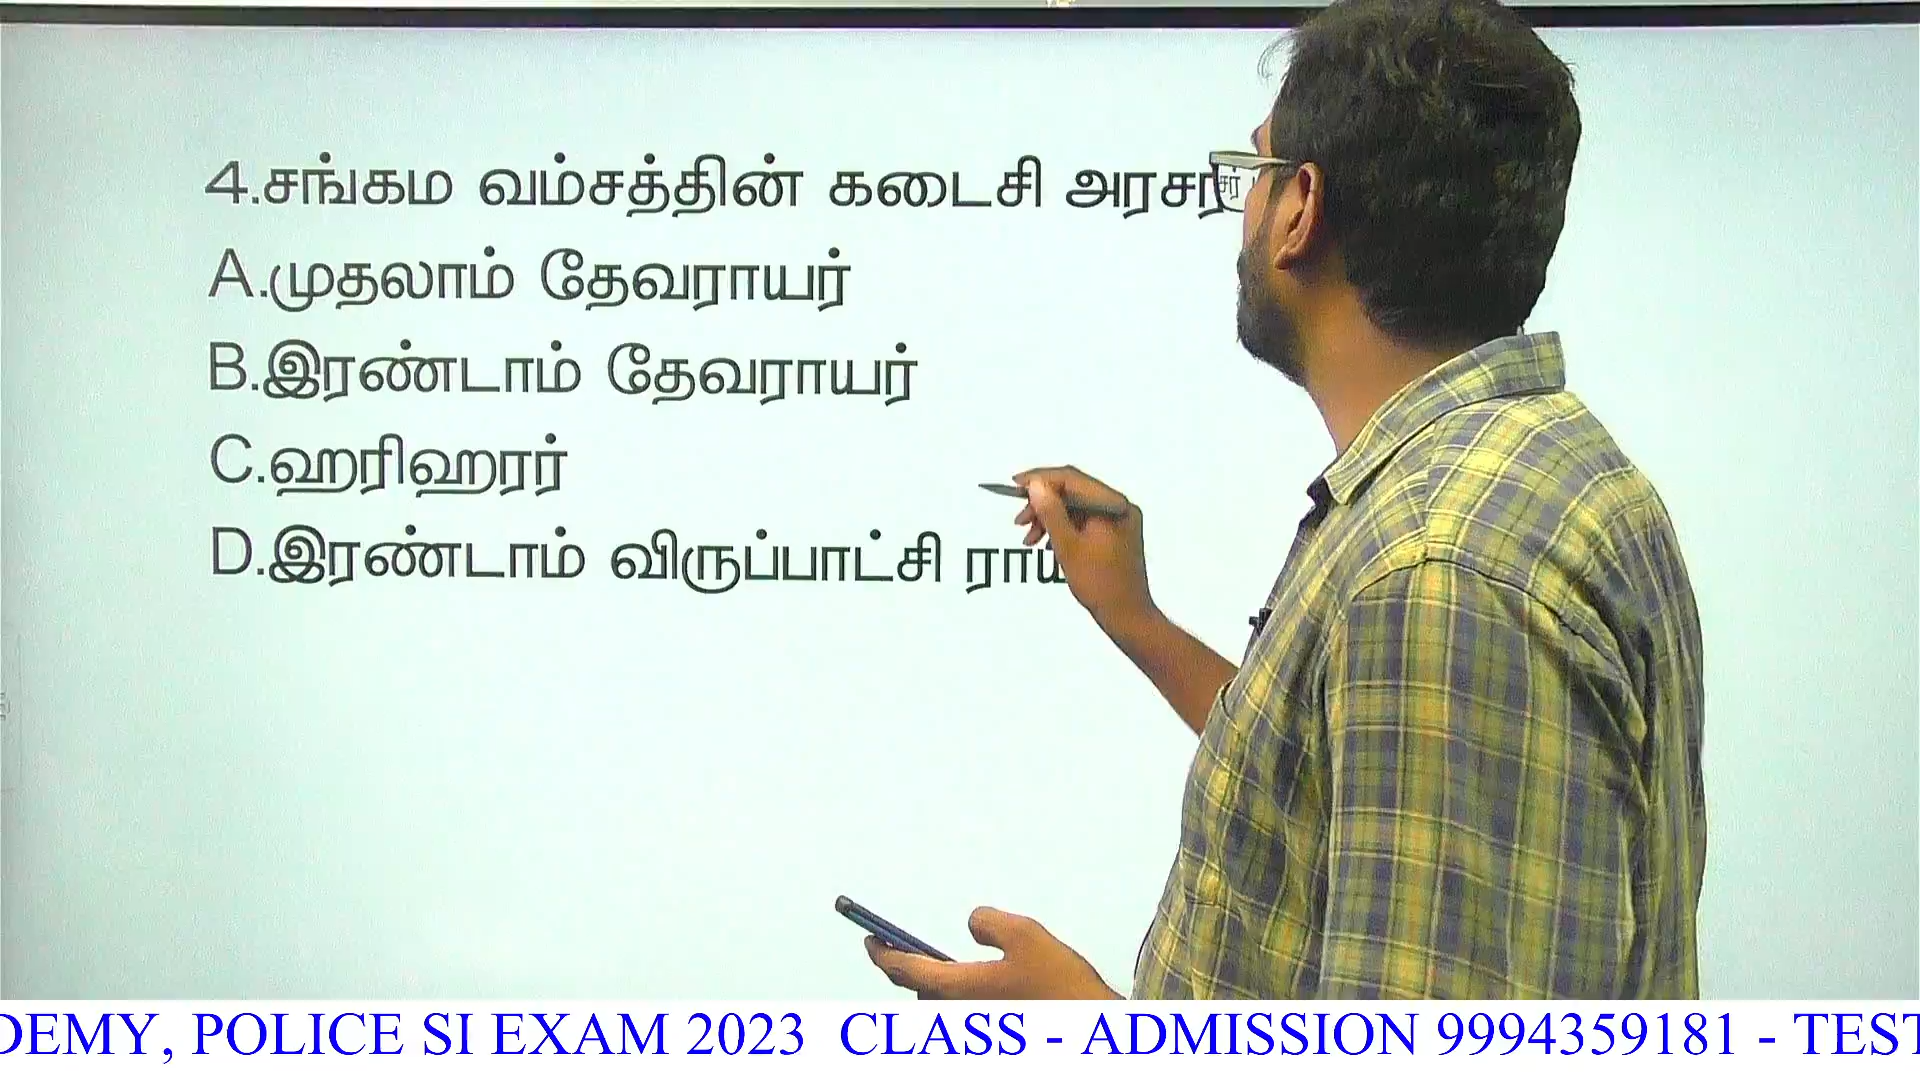 4.சங்கம வம்சத்தின் கடைசி அரசர்
A.முதலாம் தேவராயர்
B.இரண்டாம் தேவராயர்
C.ஹரிஹரர்
D.இரண்டாம் விருப்பாட்சி
DEMY, POLICE SI EXAM 2023 CLASS - ADMISSION 9994359181 - TEST